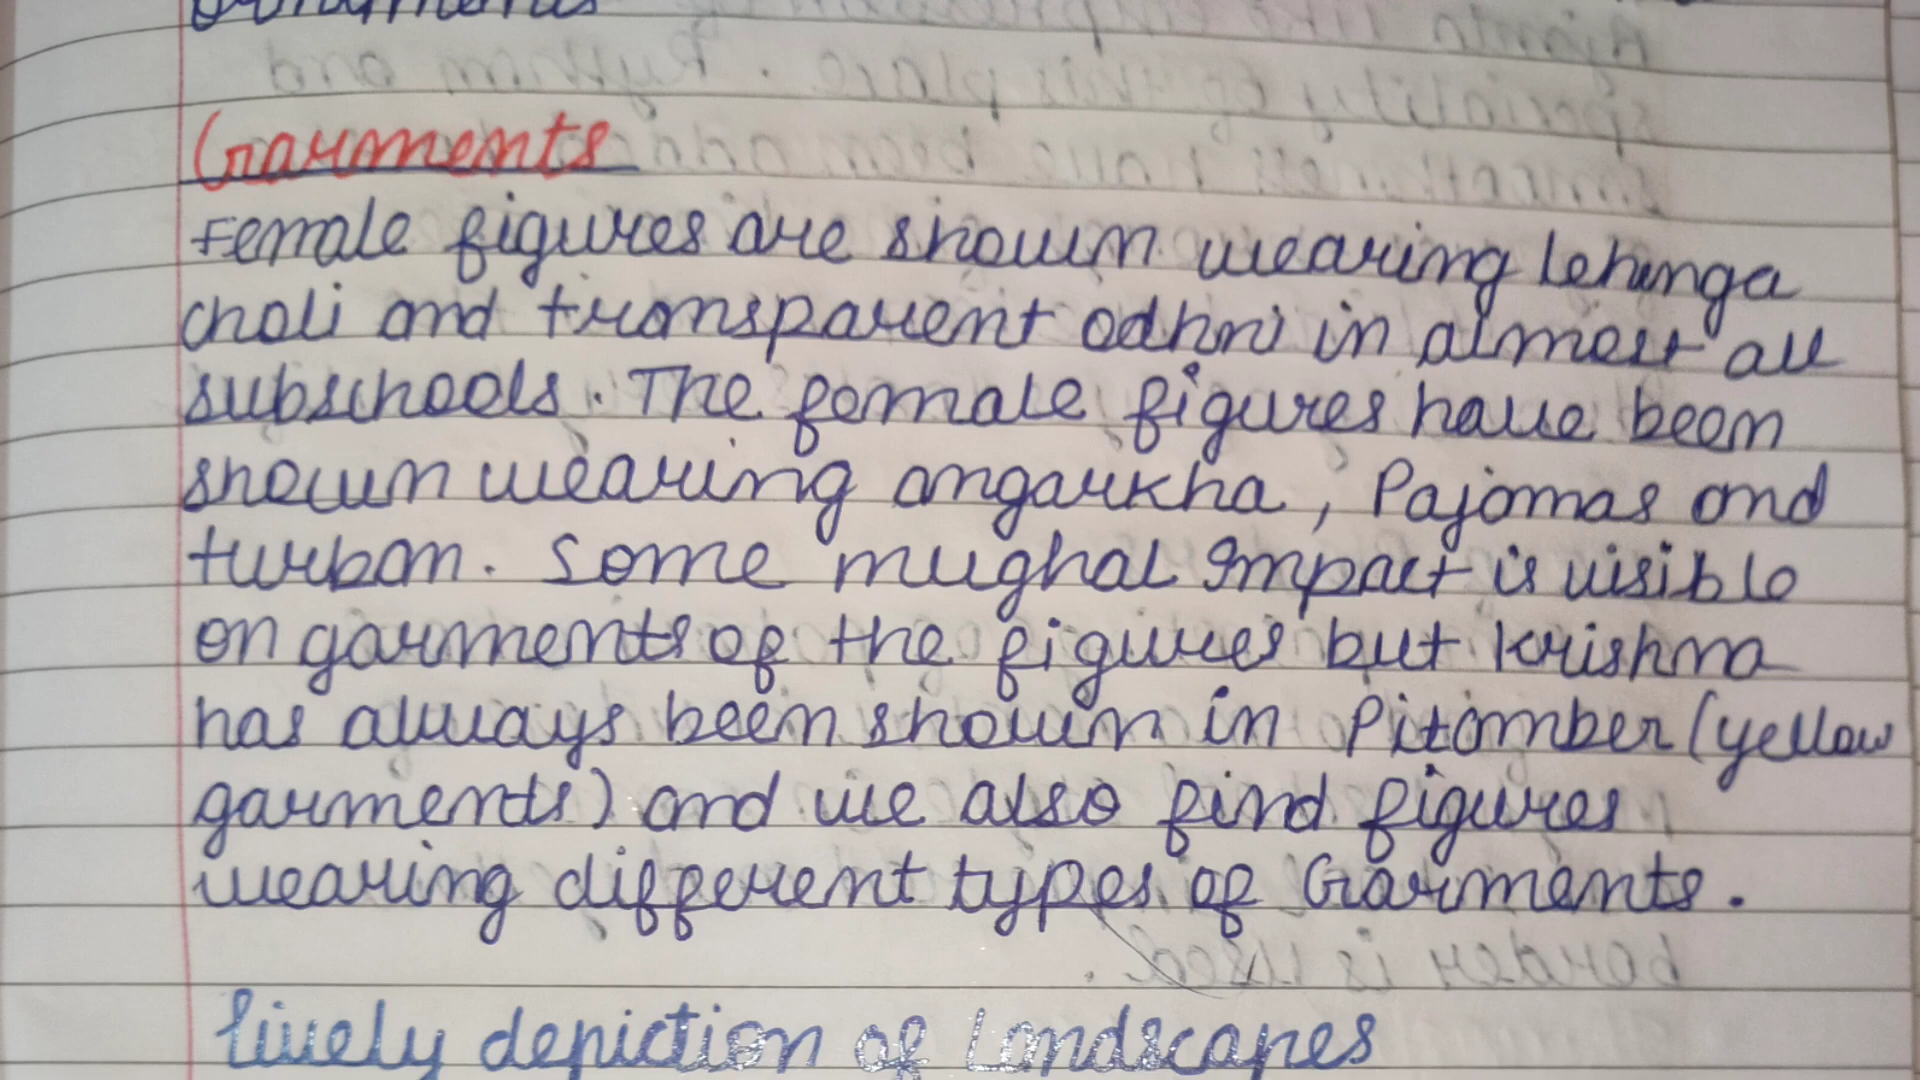 Garments
Female figures are shown wearing lehenga
choli and transparent odhni in almost all
subschools. The female figures have been
shown wearing angarkha, Pajamas and
turban. Some mughal Impact is visible
on garments of the figures but krishna
has always been shown in Pitamber (yellow
garments) and we also find figures
wearing different types of Garments.
lively depiction of Landscapes